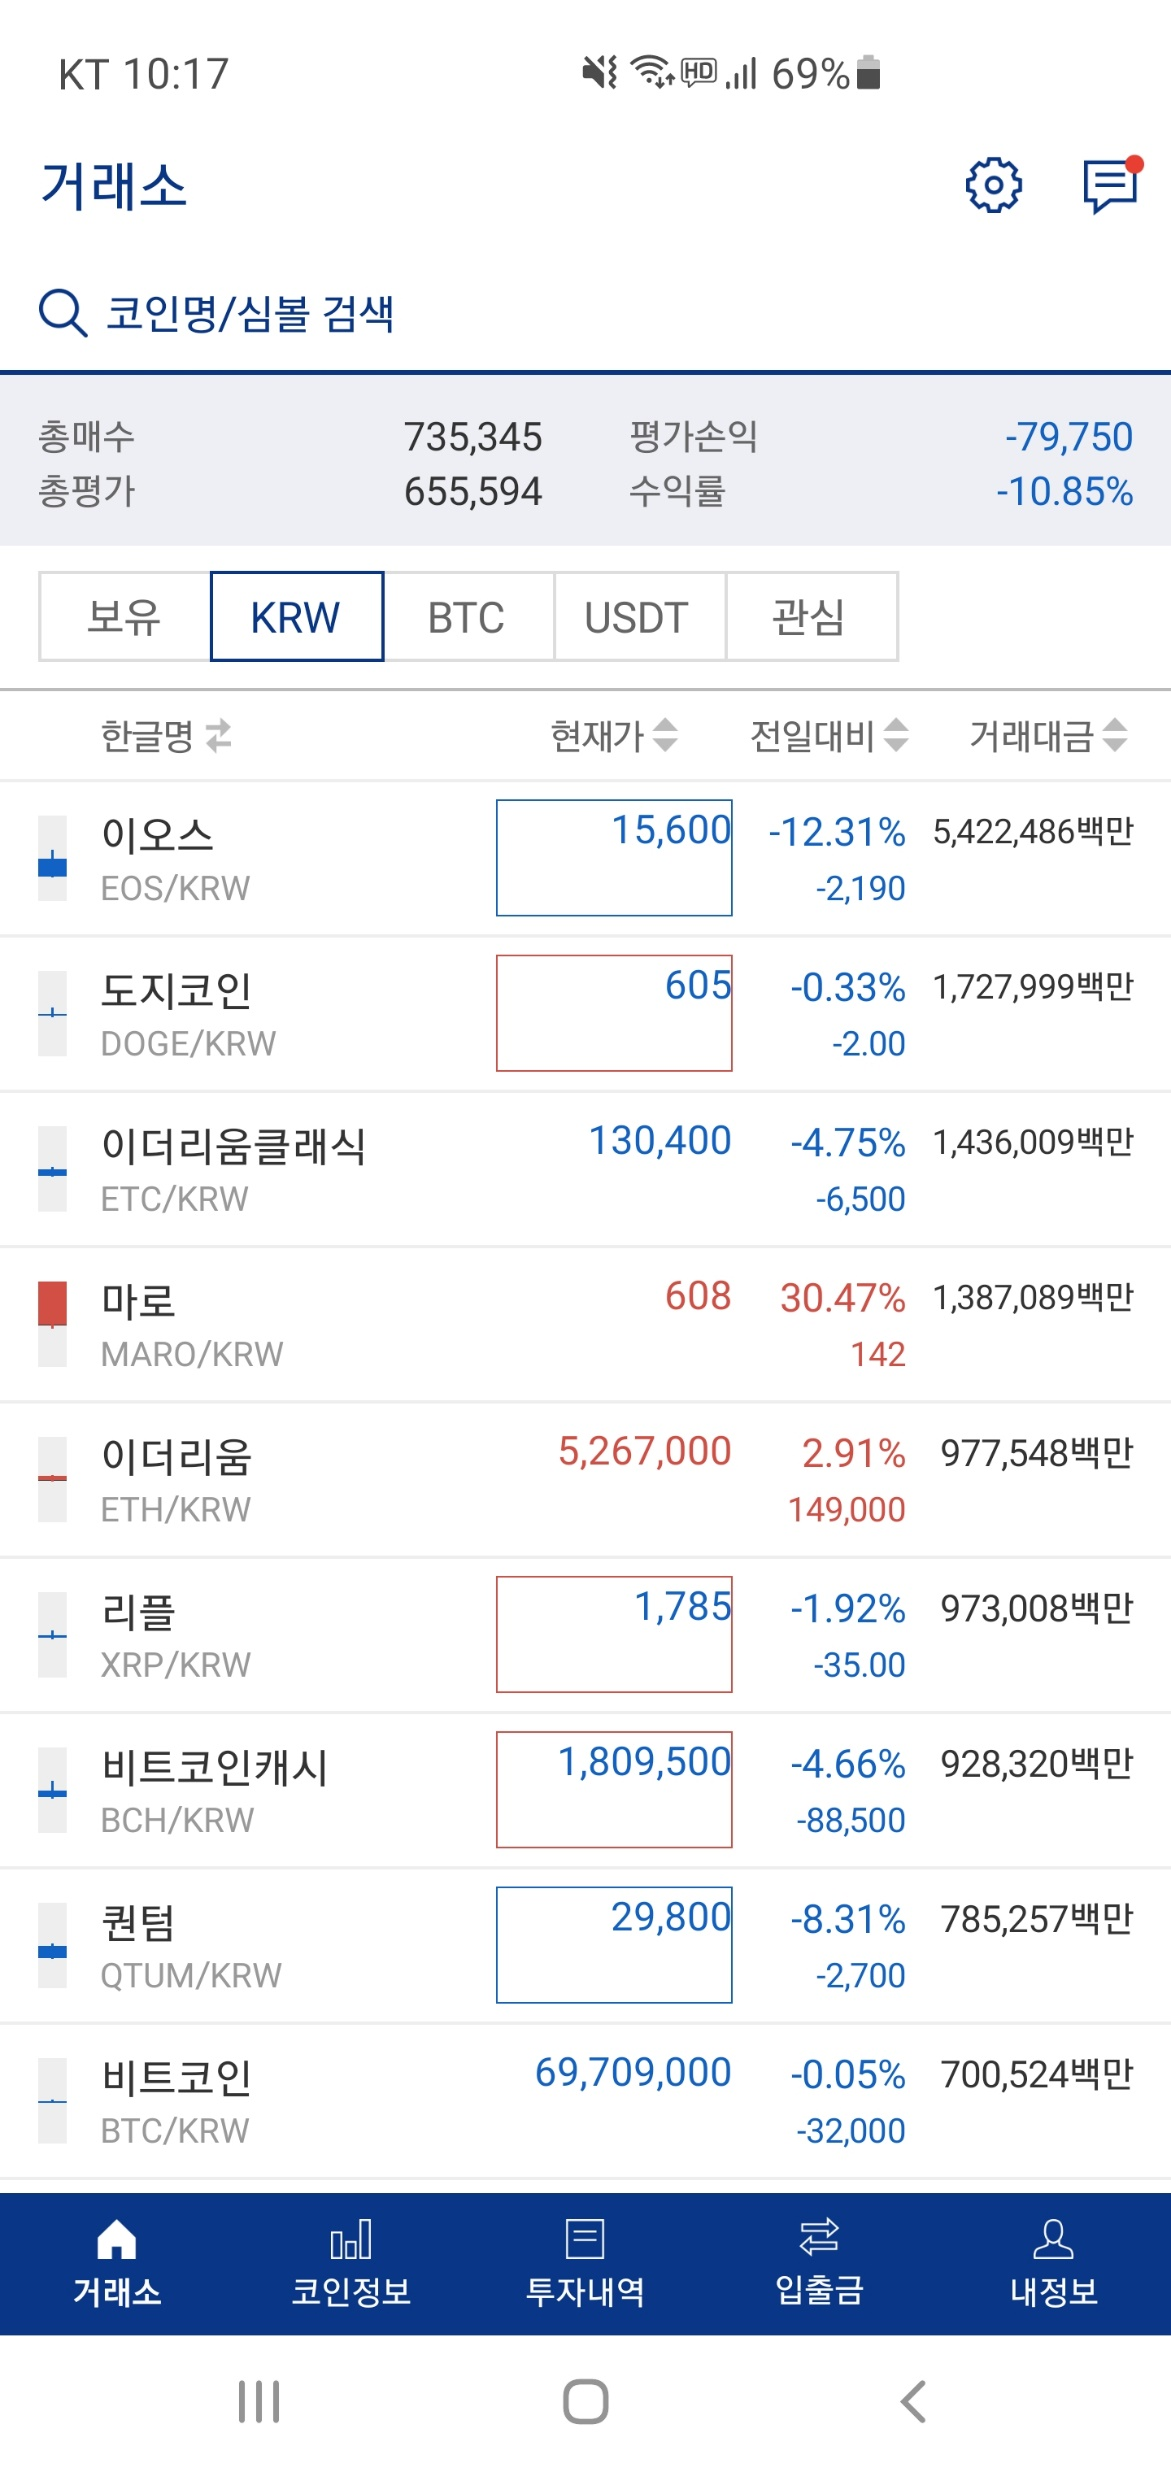 KT 10:17 HD 69%
거래소
코인명/심볼 검색
총매수 735,345 평가손익 -79,750
총평가 655,594 수익률 -10.85%
보유 KRW BTC USDT 관심
한글명 현재가 전일대비 거래대금
이오스 15,600 -12.31% 5,422,486백만
EOS/KRW -2,190
도지코인 605 -0.33% 1,727,999백만
DOGE/KRW -2.00
이더리움클래식 130,400 -4.75% 1,436,009백만
ETC/KRW -6,500
마로 608 30.47% 1,387,089백만
MARO/KRW 142
이더리움 5,267,000 2.91% 977,548백만
ETH/KRW 149,000
리플 1,785 -1.92% 973,008백만
XRP/KRW -35.00
비트코인캐시 1,809,500 -4.66% 928,320백만
BCH/KRW -88,500
퀀텀 29,800 -8.31% 785,257백만
QTUM/KRW -2,700
비트코인 69,709,000 -0.05% 700,524백만
BTC/KRW -32,000
거래소 코인정보 투자내역 입출금 내정보